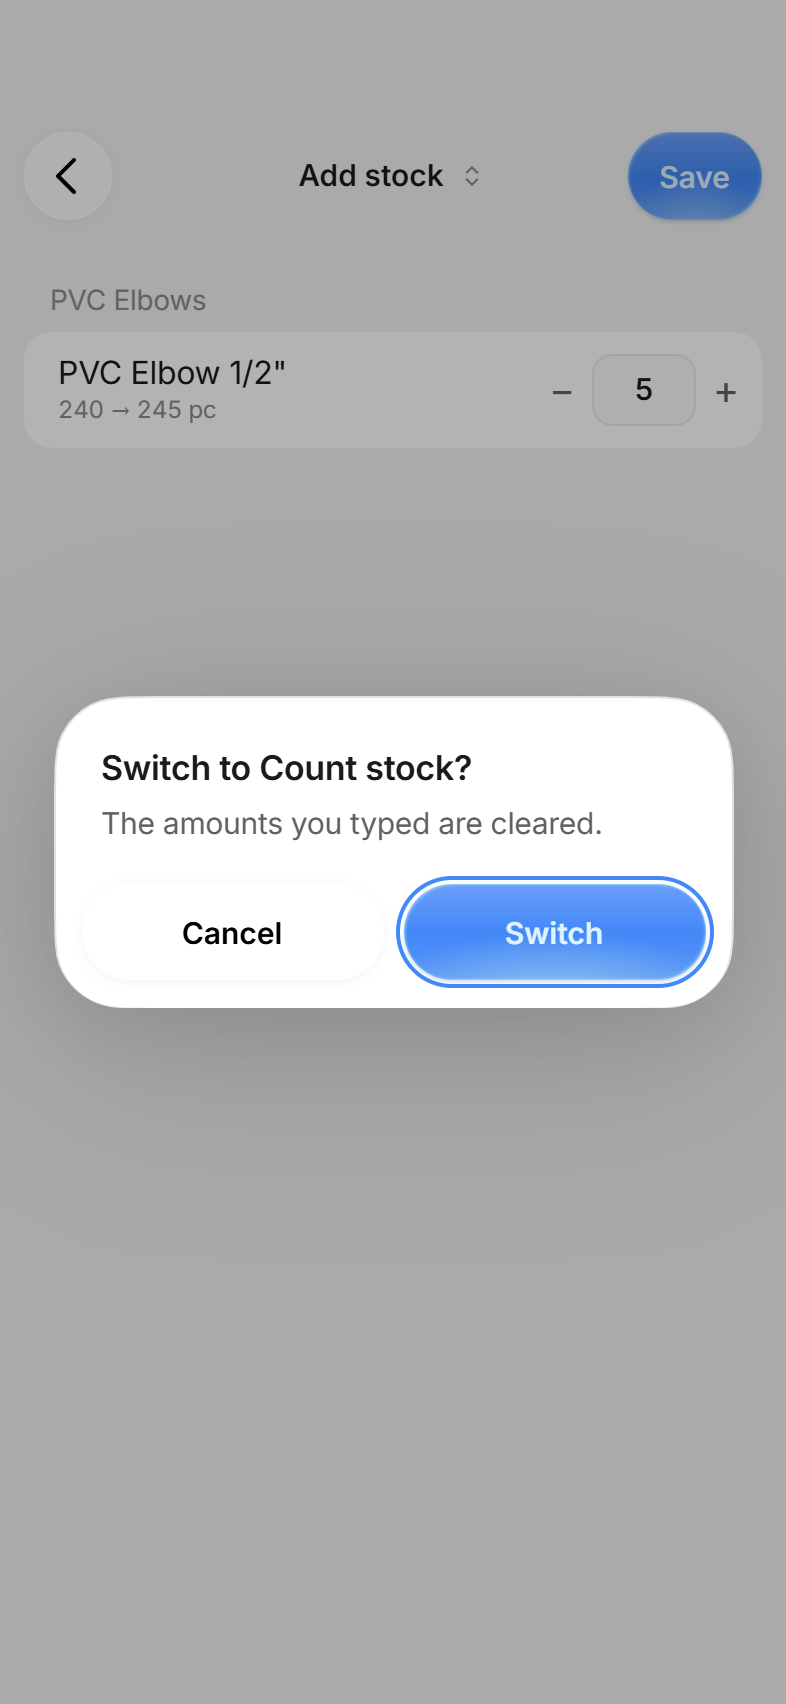 Add stock
Save
PVC Elbows
PVC Elbow 1/2"
240 → 245 pc
− 5 +
Switch to Count stock?
The amounts you typed are cleared.
Cancel
Switch